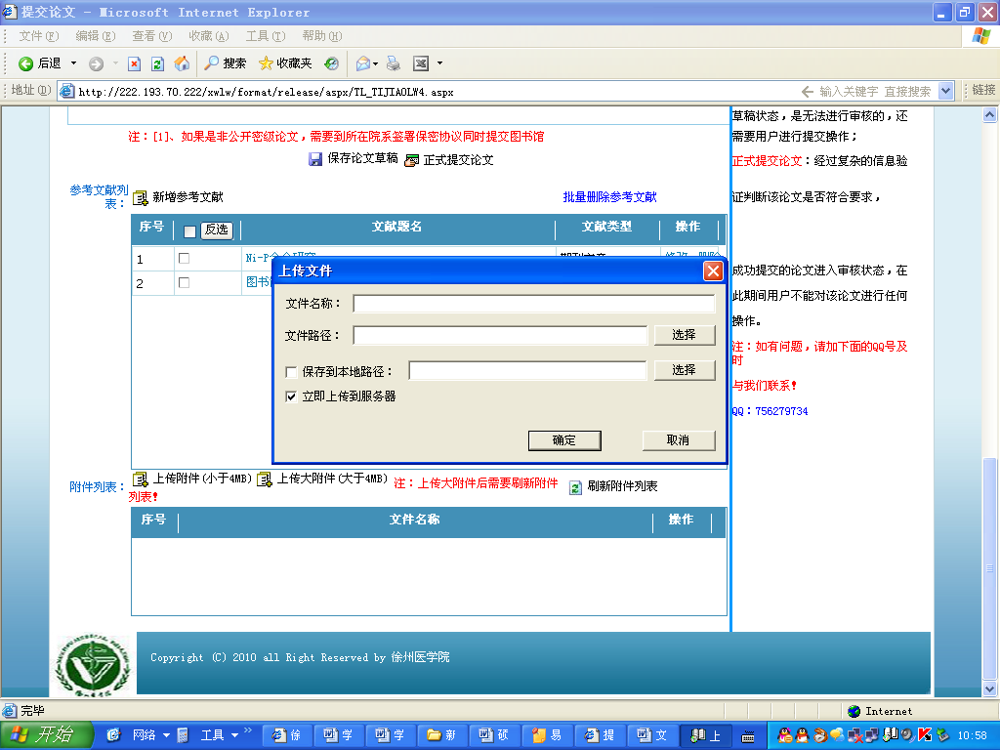 提交论文 - Microsoft Internet Explorer
文件(F) 编辑(E) 查看(V) 收藏(A) 工具(T) 帮助(H)
后退 搜索 收藏夹
地址(D) http://222.193.70.222/xwlw/format/release/aspx/TL_TIJIAOLW4.aspx 输入关键字 直接搜索 链接
注：[1]、如果是非公开密级论文，需要到所在院系签署保密协议同时提交图书馆
保存论文草稿 正式提交论文
参考文献列表：
新增参考文献 批量删除参考文献
序号 反选 文献题名 文献类型 操作
1 Ni-P
2 图书
上传文件
文件名称：
文件路径： 选择
保存到本地路径： 选择
立即上传到服务器
确定 取消
附件列表： 上传附件(小于4MB) 上传大附件(大于4MB) 注：上传大附件后需要刷新附件列表! 刷新附件列表
序号 文件名称 操作
草稿状态，是无法进行审核的，还
需要用户进行提交操作；
正式提交论文：经过复杂的信息验
证判断该论文是否符合要求，
成功提交的论文进入审核状态，在
此期间用户不能对该论文进行任何
操作。
注：如有问题，请加下面的QQ号及
时
与我们联系!
QQ：756279734
Copyright (C) 2010 all Right Reserved by 徐州医学院
完毕 Internet
开始 网络 工具 » 徐 学 学 新 硕 易 提 文 上 10:58